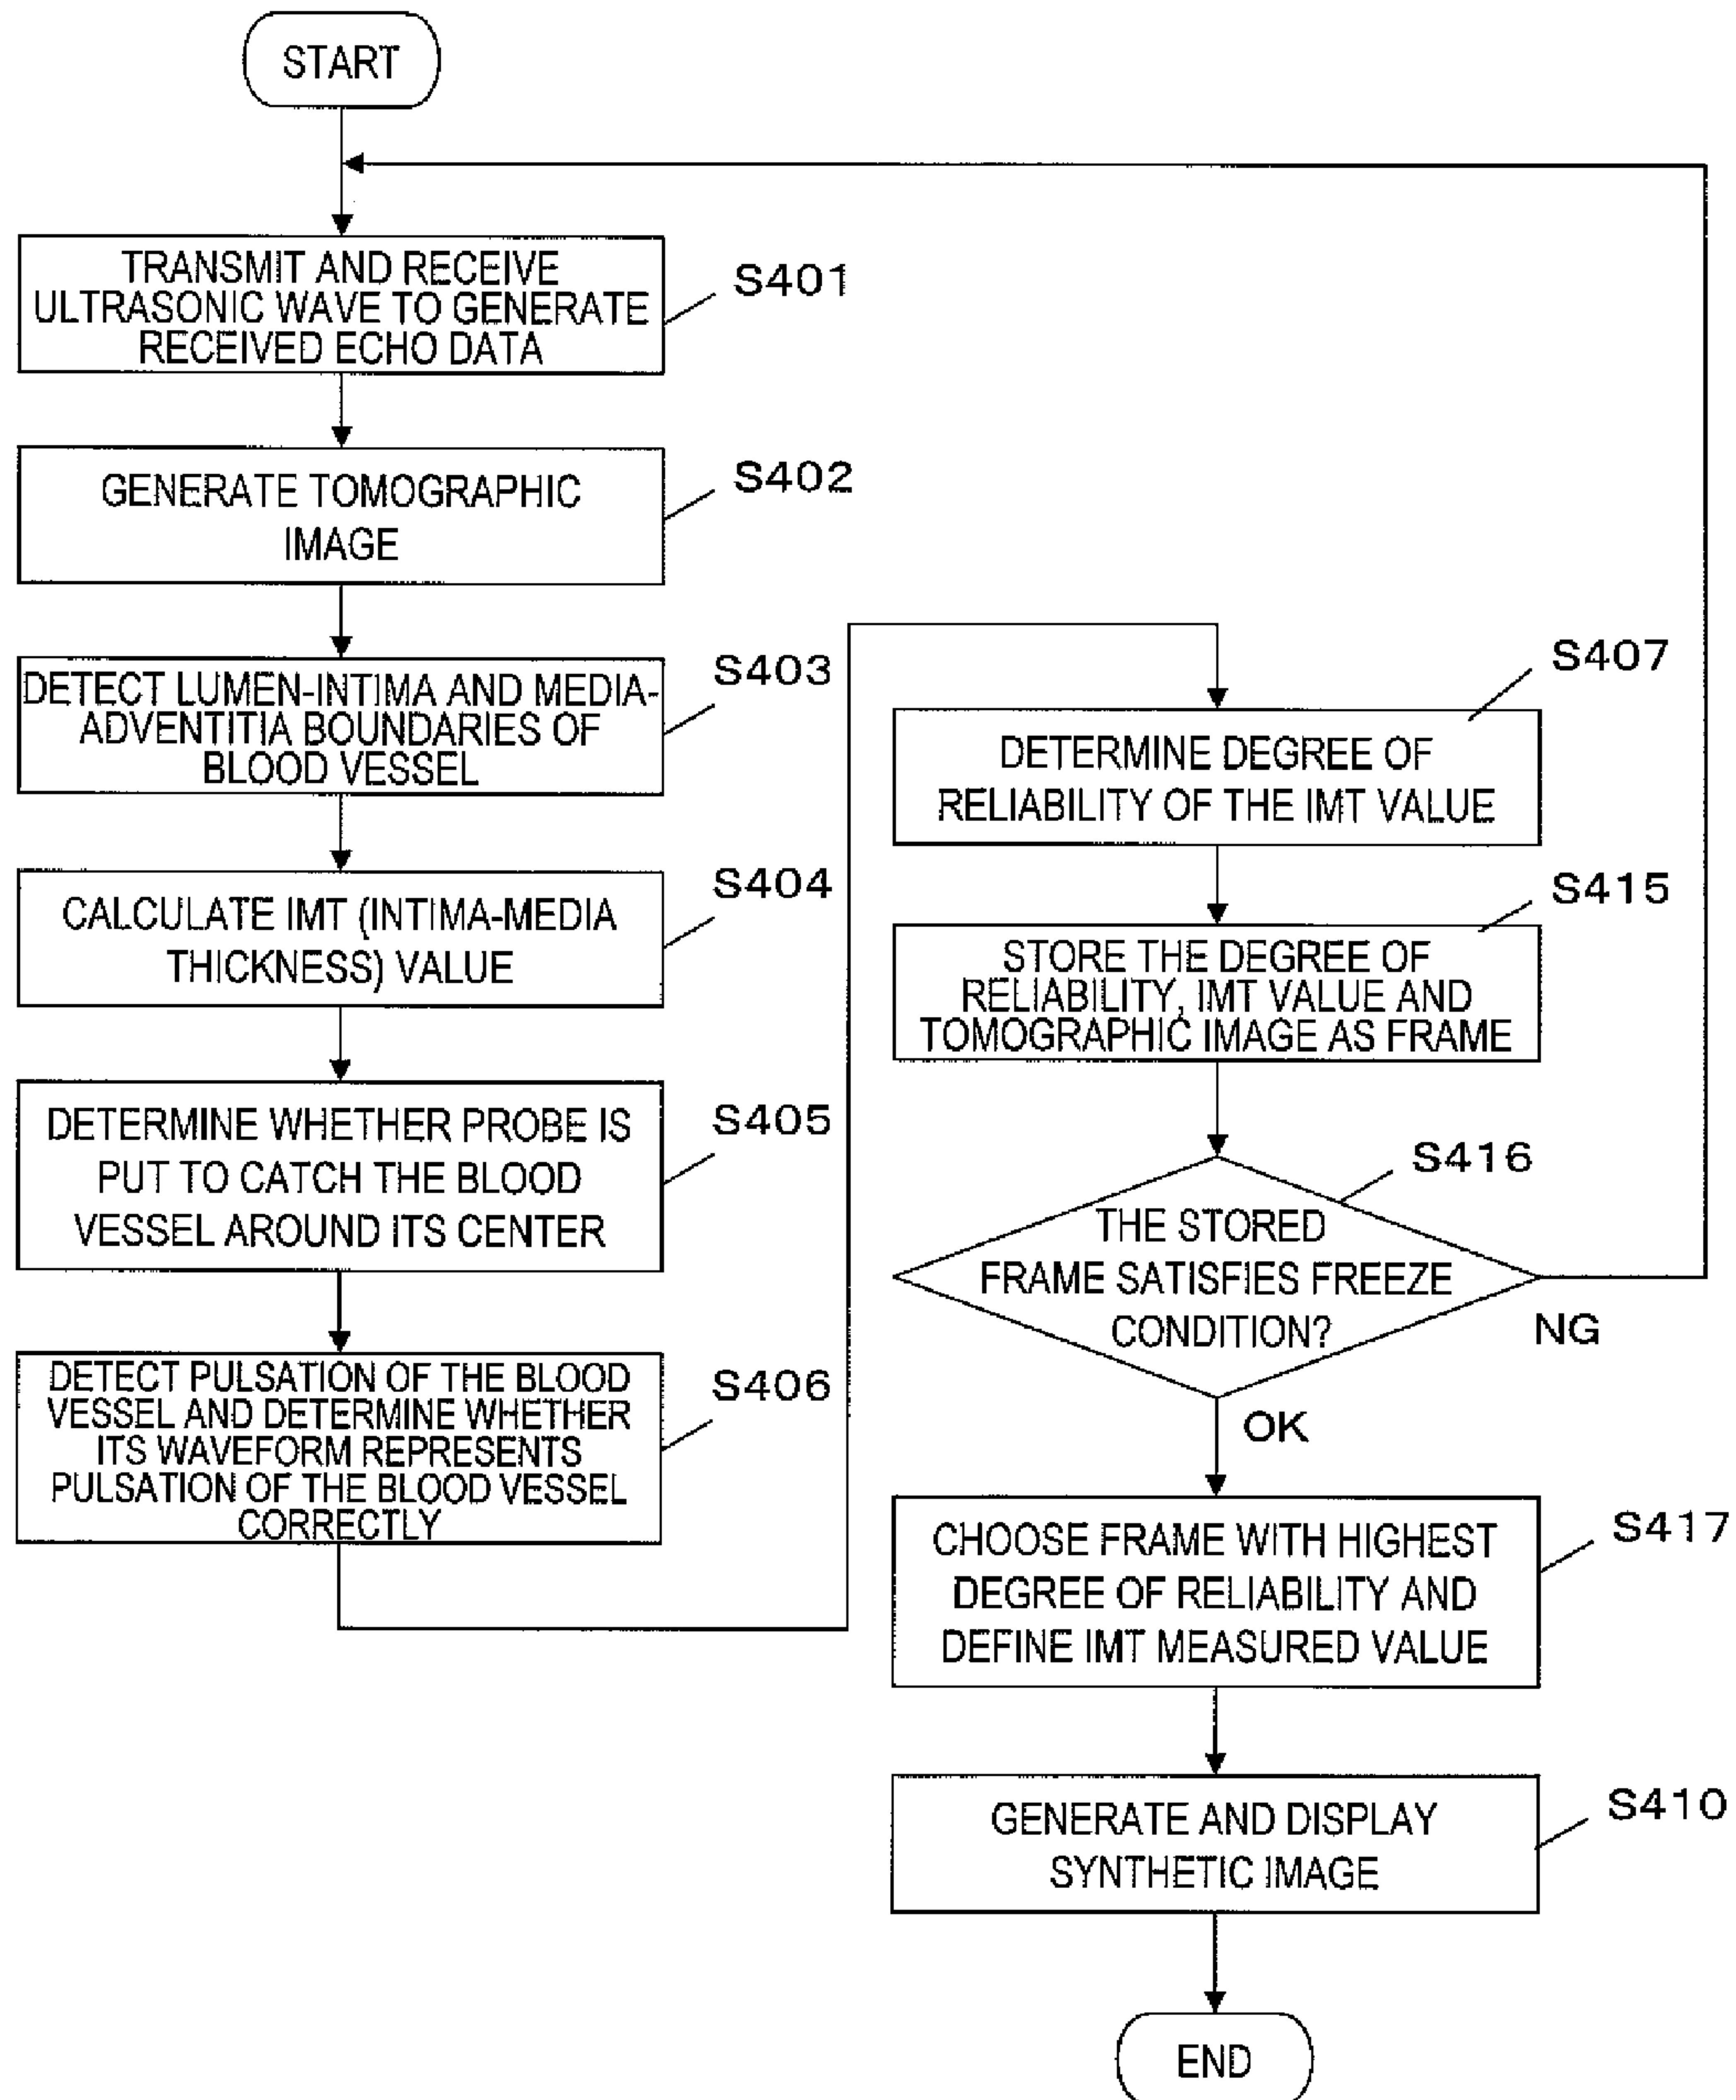 START
TRANSMIT AND RECEIVE
ULTRASONIC WAVE TO GENERATE
RECEIVED ECHO DATA
S401
GENERATE TOMOGRAPHIC
IMAGE
S402
DETECT LUMEN-INTIMA AND MEDIA-
ADVENTITIA BOUNDARIES OF
BLOOD VESSEL
S403
CALCULATE IMT (INTIMA-MEDIA
THICKNESS) VALUE
S404
DETERMINE WHETHER PROBE IS
PUT TO CATCH THE BLOOD
VESSEL AROUND ITS CENTER
S405
DETECT PULSATION OF THE BLOOD
VESSEL AND DETERMINE WHETHER
ITS WAVEFORM REPRESENTS
PULSATION OF THE BLOOD VESSEL
CORRECTLY
S406
DETERMINE DEGREE OF
RELIABILITY OF THE IMT VALUE
S407
STORE THE DEGREE OF
RELIABILITY, IMT VALUE AND
TOMOGRAPHIC IMAGE AS FRAME
S415
THE STORED
FRAME SATISFIES FREEZE
CONDITION?
S416
NG
OK
CHOOSE FRAME WITH HIGHEST
DEGREE OF RELIABILITY AND
DEFINE IMT MEASURED VALUE
S417
GENERATE AND DISPLAY
SYNTHETIC IMAGE
S410
END